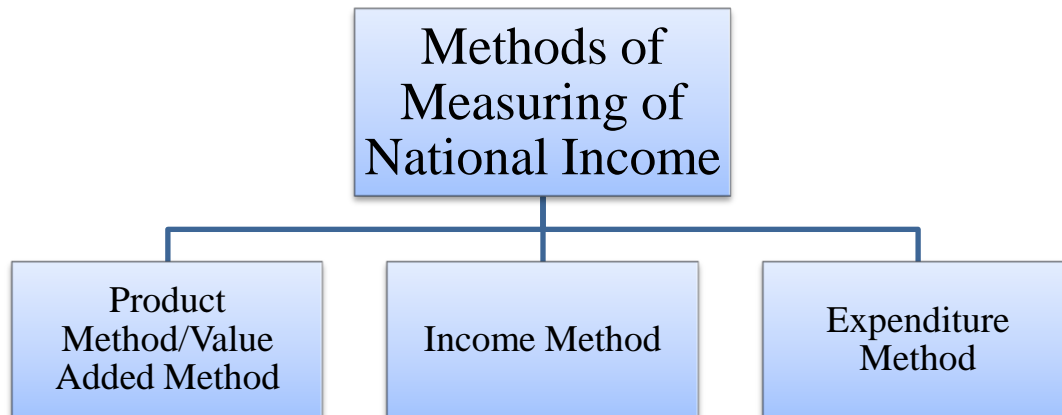 Methods of
Measuring of
National Income
Product
Method/Value
Added Method
Income Method
Expenditure
Method